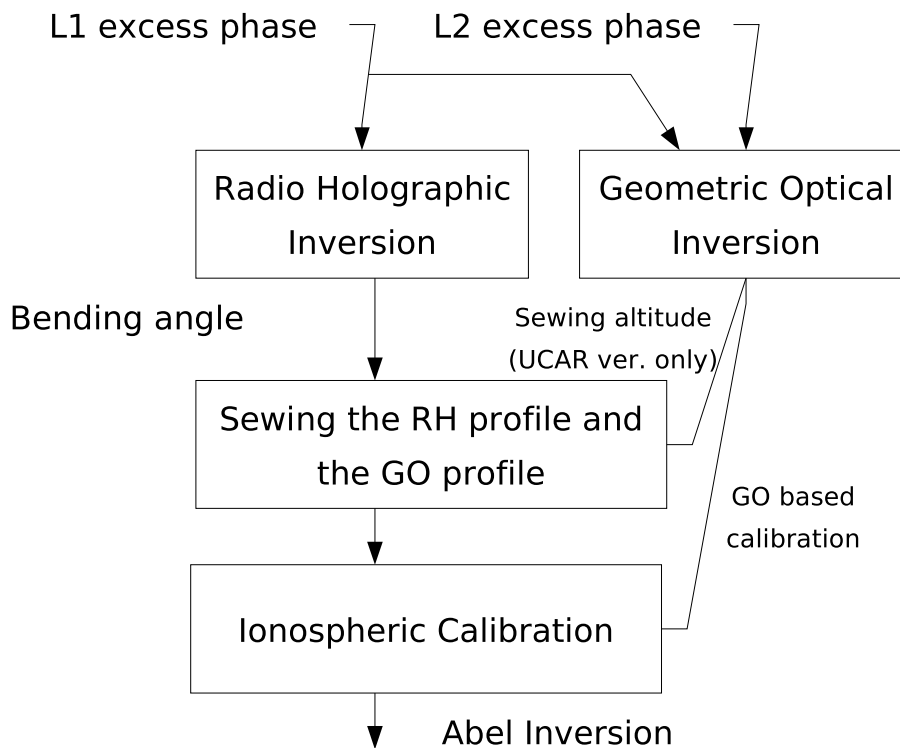 L1 excess phase
L2 excess phase
Radio Holographic
Inversion
Geometric Optical
Inversion
Bending angle
Sewing altitude
(UCAR ver. only)
Sewing the RH profile and
the GO profile
GO based
calibration
Ionospheric Calibration
Abel Inversion